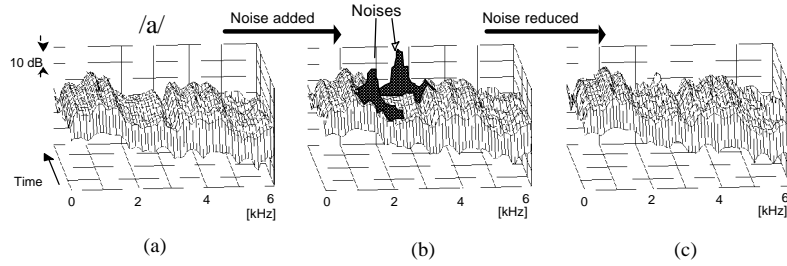 /a/
Noise added
Noises
Noise reduced
10 dB
Time
0 2 4 6
[kHz]
0 2 4 6
[kHz]
0 2 4 6
[kHz]
(a)
(b)
(c)